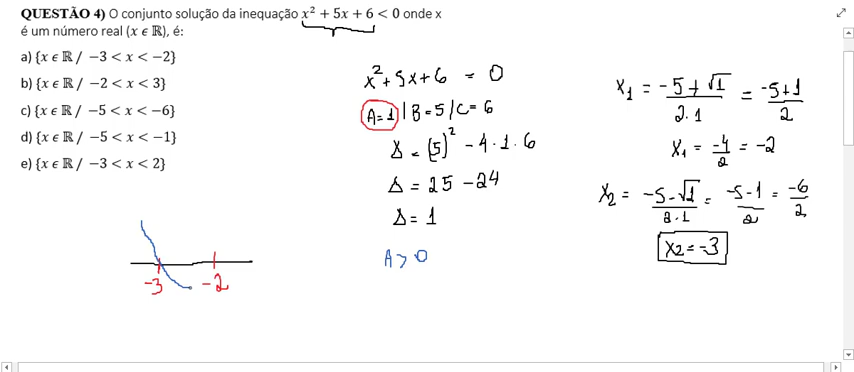 QUESTÃO 4) O conjunto solução da inequação x² + 5x + 6 < 0 onde x
é um número real (x ϵ ℝ), é:
a) {x ϵ ℝ / −3 < x < −2}
b) {x ϵ ℝ / −2 < x < 3}
c) {x ϵ ℝ / −5 < x < −6}
d) {x ϵ ℝ / −5 < x < −1}
e) {x ϵ ℝ / −3 < x < 2}
-3 -2
x²+5x+6 = 0
A=1 | B=5 / C=6
Δ = (5)² - 4·1·6
Δ = 25 - 24
Δ = 1
A > 0
x₁ = (-5+√1)/(2·1) = (-5+1)/2
x₁ = -4/2 = -2
x₂ = (-5-√1)/(2·1) = (-5-1)/2 = -6/2
x₂ = -3